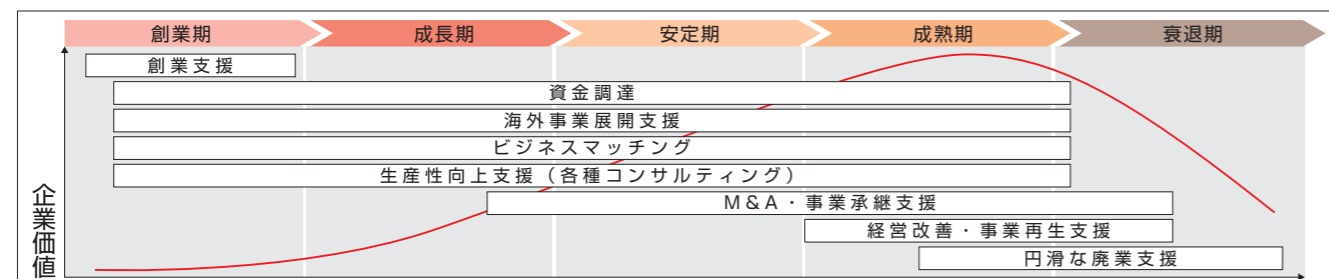 創業期
成長期
安定期
成熟期
衰退期
創業支援
資金調達
海外事業展開支援
ビジネスマッチング
生産性向上支援（各種コンサルティング）
M&A・事業承継支援
経営改善・事業再生支援
円滑な廃業支援
企業価値